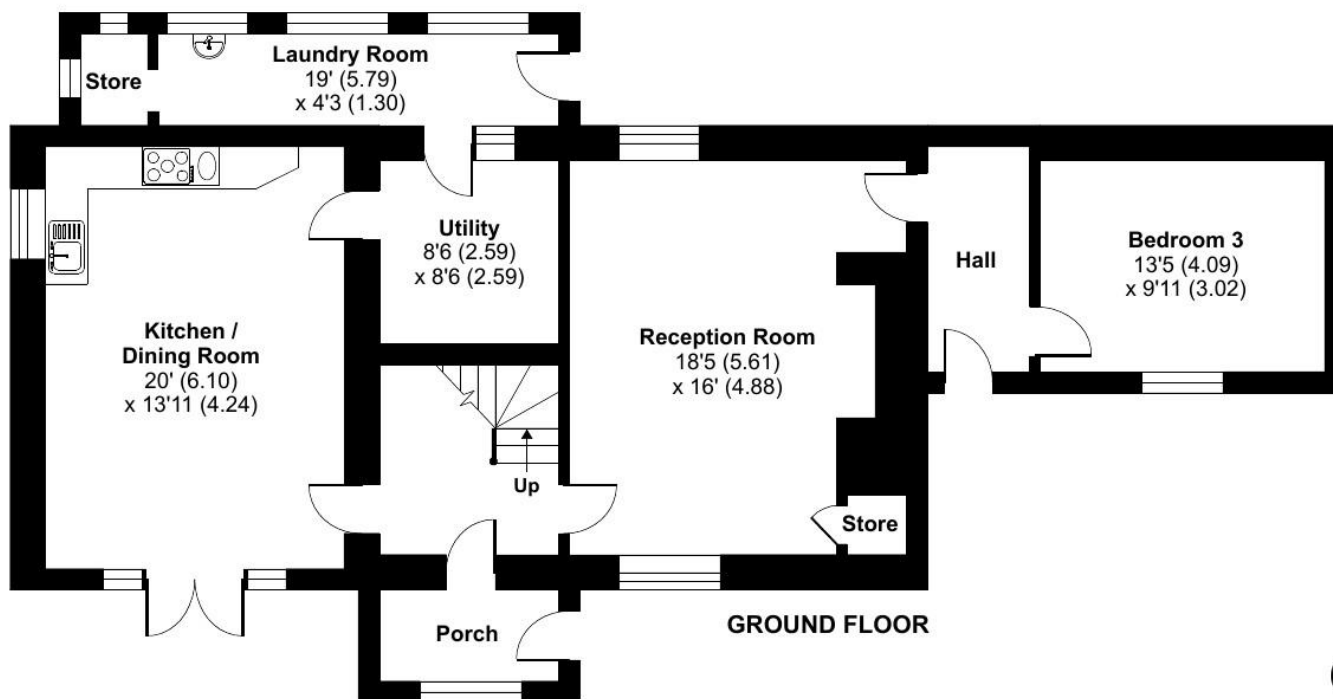 Laundry Room
19' (5.79)
x 4'3 (1.30)
Store
Utility
8'6 (2.59)
x 8'6 (2.59)
Hall
Bedroom 3
13'5 (4.09)
x 9'11 (3.02)
Kitchen /
Dining Room
20' (6.10)
x 13'11 (4.24)
Reception Room
18'5 (5.61)
x 16' (4.88)
Up
Store
Porch
GROUND FLOOR